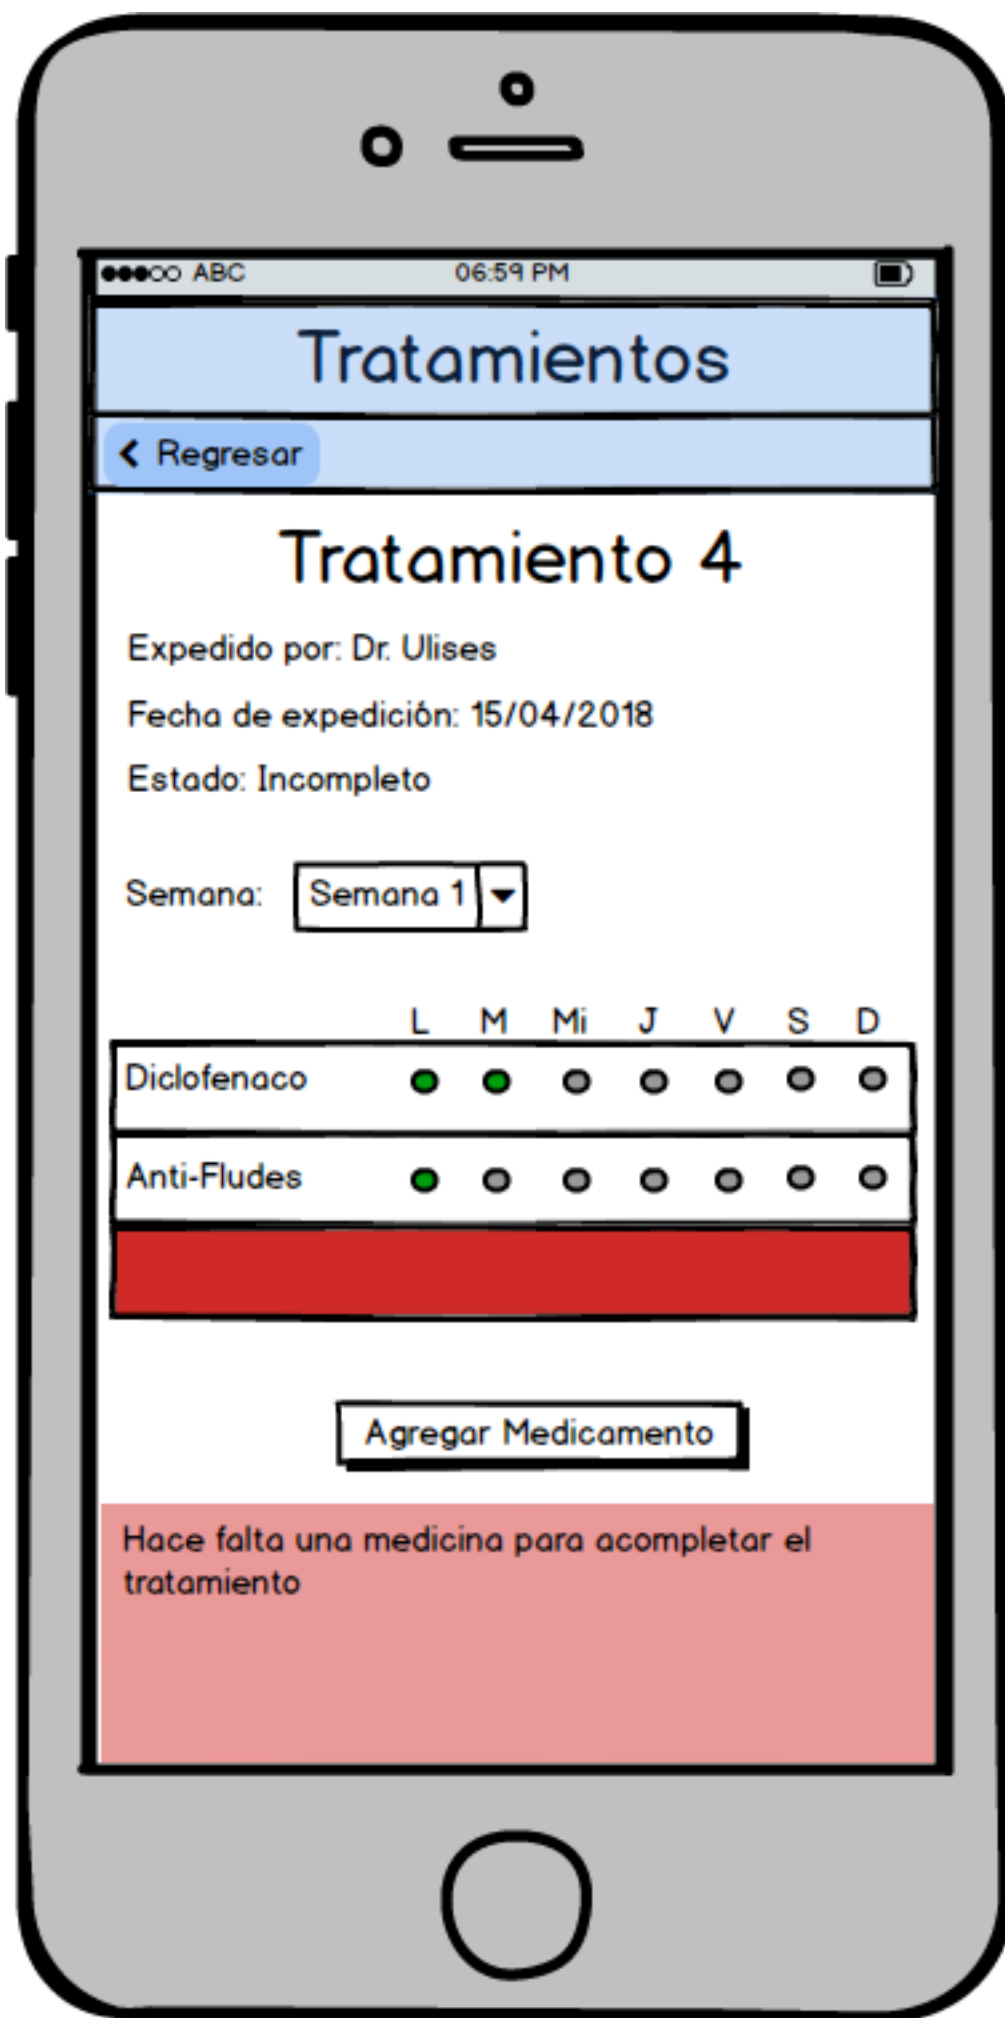 ABC 06:59 PM
Tratamientos
Regresar
Tratamiento 4
Expedido por: Dr. Ulises
Fecha de expedición: 15/04/2018
Estado: Incompleto
Semana: Semana 1
L M Mi J V S D
Diclofenaco
Anti-Fludes
Agregar Medicamento
Hace falta una medicina para acompletar el
tratamiento